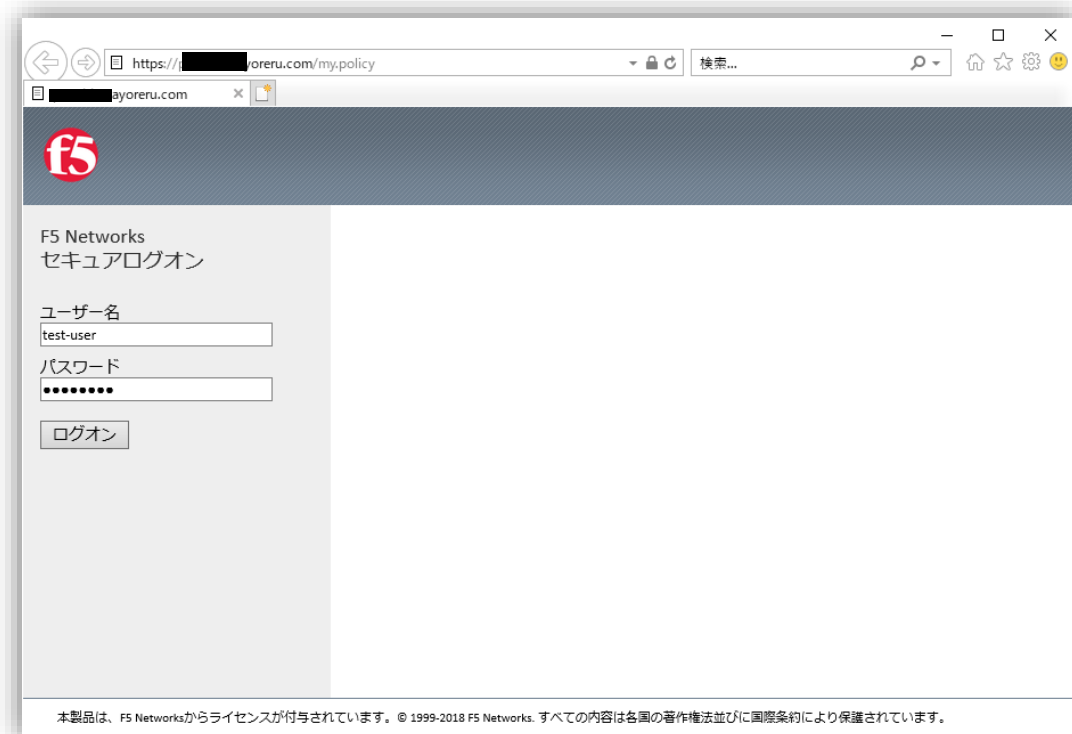 https://p yoreru.com/my.policy
検索...
ayoreru.com
f5
F5 Networks
セキュアログオン
ユーザー名
test-user
パスワード
••••••••
ログオン
本製品は、F5 Networksからライセンスが付与されています。© 1999-2018 F5 Networks. すべての内容は各国の著作権法並びに国際条約により保護されています。